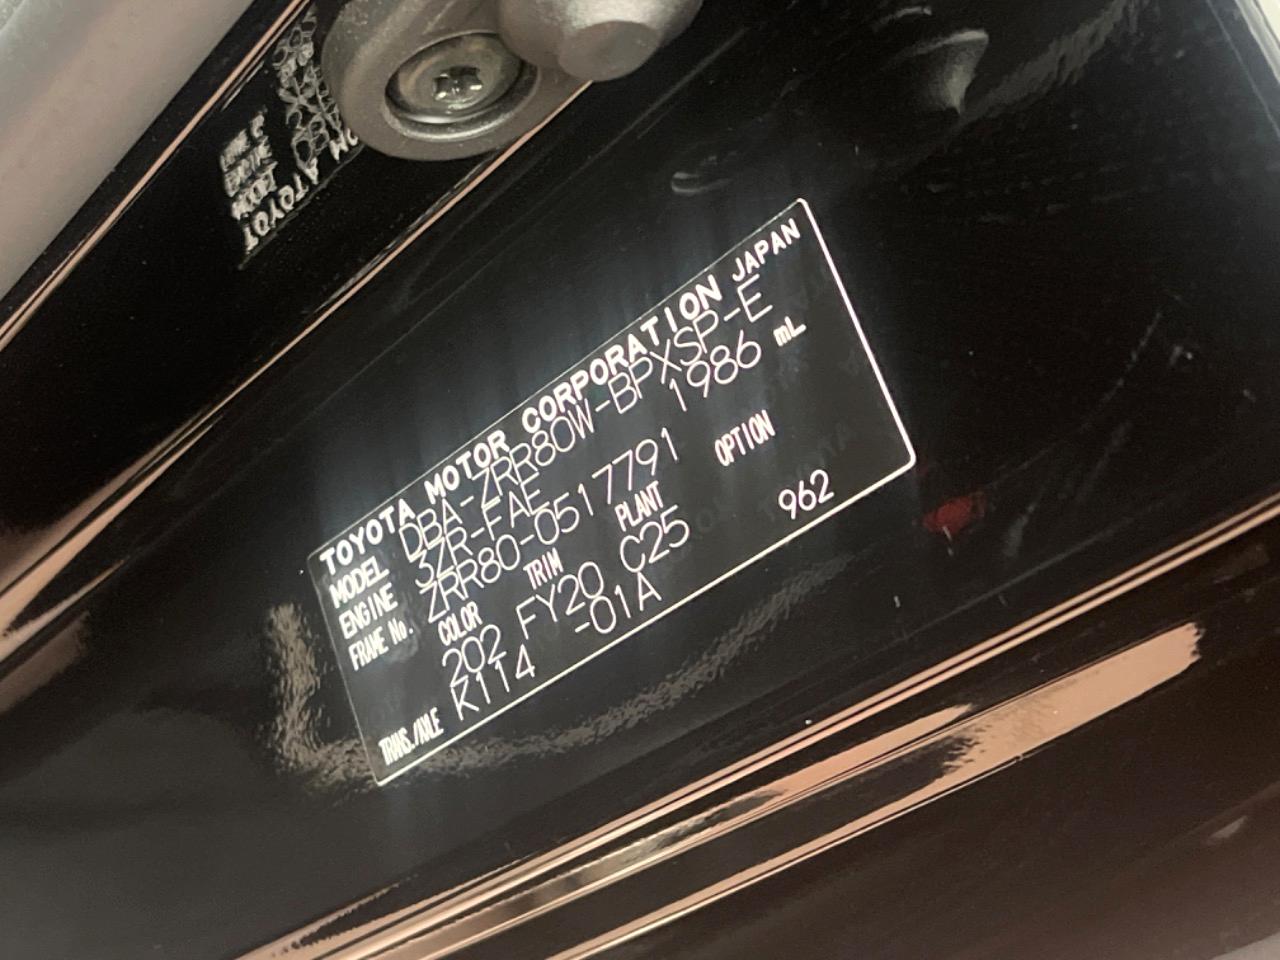 TOYOTA MOTOR CORPORATION JAPAN
MODEL DBA-ZRR80W-BPXSP-E
ENGINE 3ZR-FAE 1986 mL
FRAME No. ZRR80-0517791
COLOR TRIM PLANT OPTION
202 FY20 C25 962
TRANS./AXLE K114 -01A